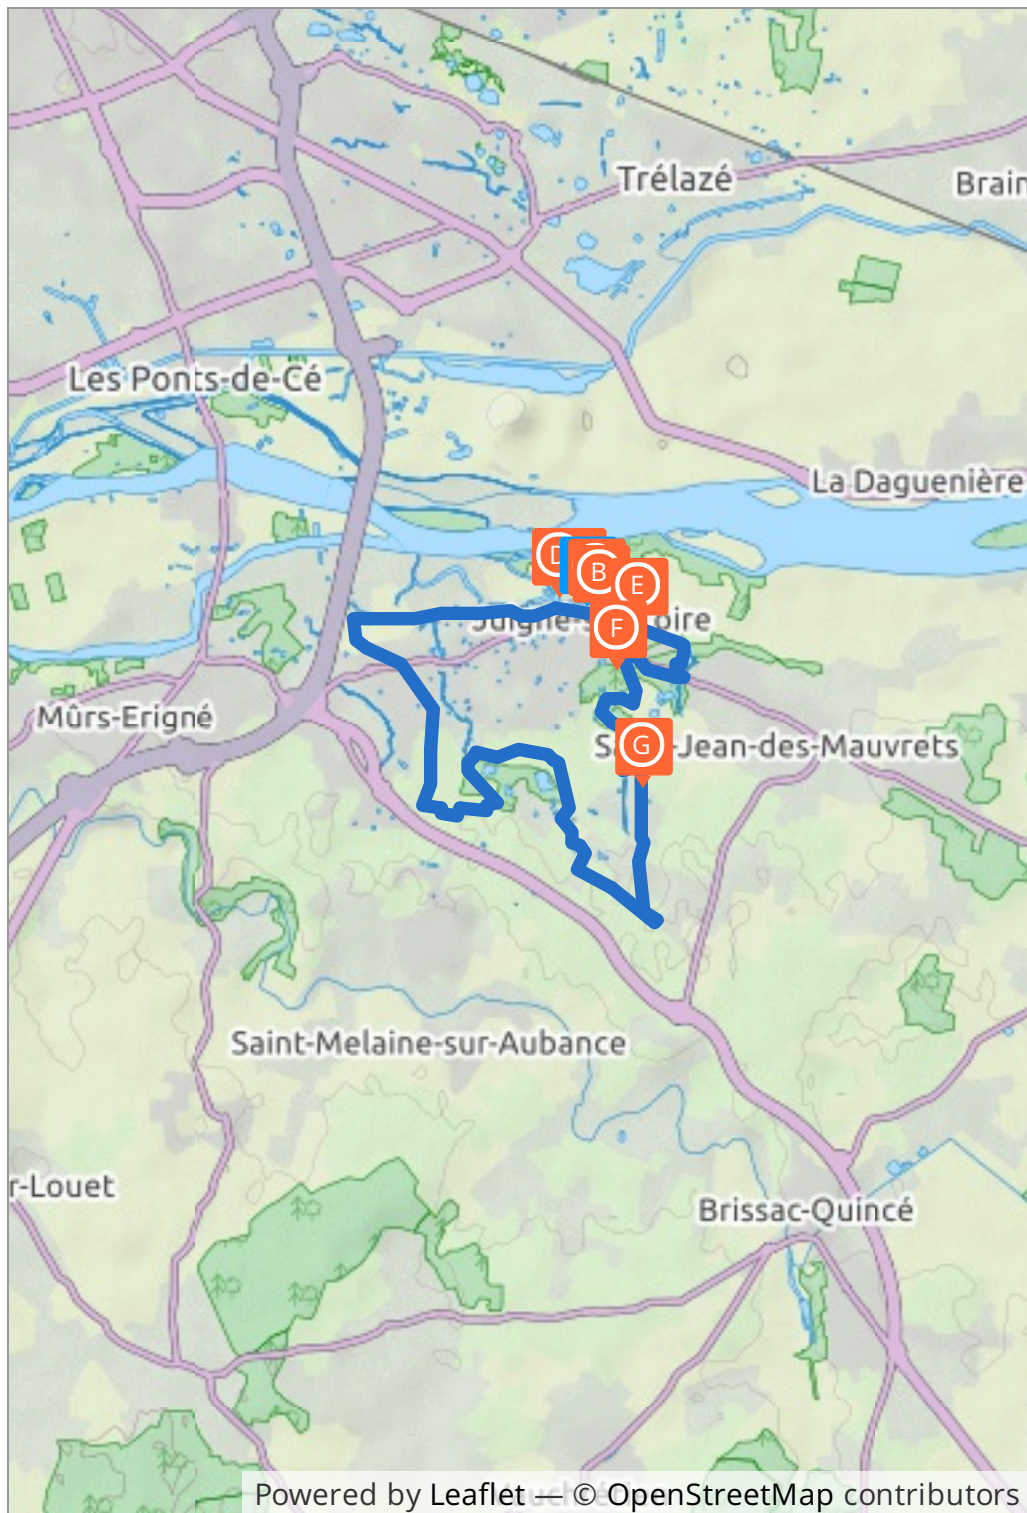 Trélazé
Brain
Les Ponts-de-Cé
La Daguenière
D
B
E
F
G
Mûrs-Erigné
-Jean-des-Mauvrets
Saint-Melaine-sur-Aubance
r-Louet
Brissac-Quincé
Powered by Leaflet — © OpenStreetMap contributors